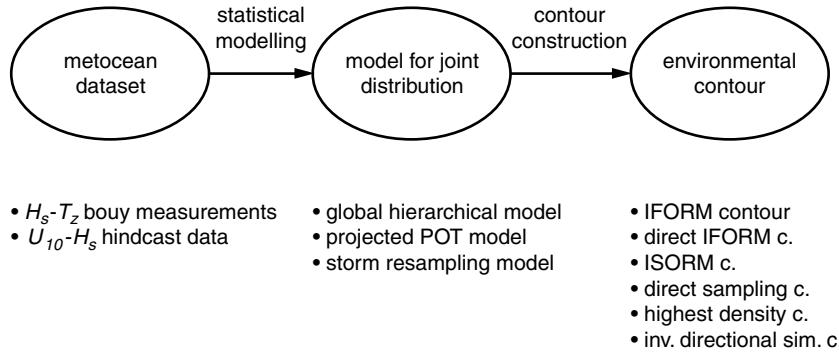 statistical
modelling
contour
construction
metocean
dataset
model for joint
distribution
environmental
contour
• Hs-Tz bouy measurements
• U10-Hs hindcast data
• global hierarchical model
• projected POT model
• storm resampling model
• IFORM contour
• direct IFORM c.
• ISORM c.
• direct sampling c.
• highest density c.
• inv. directional sim. c